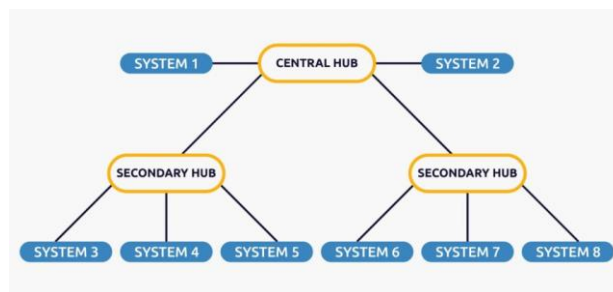 SYSTEM 1 CENTRAL HUB SYSTEM 2
SECONDARY HUB SECONDARY HUB
SYSTEM 3 SYSTEM 4 SYSTEM 5 SYSTEM 6 SYSTEM 7 SYSTEM 8